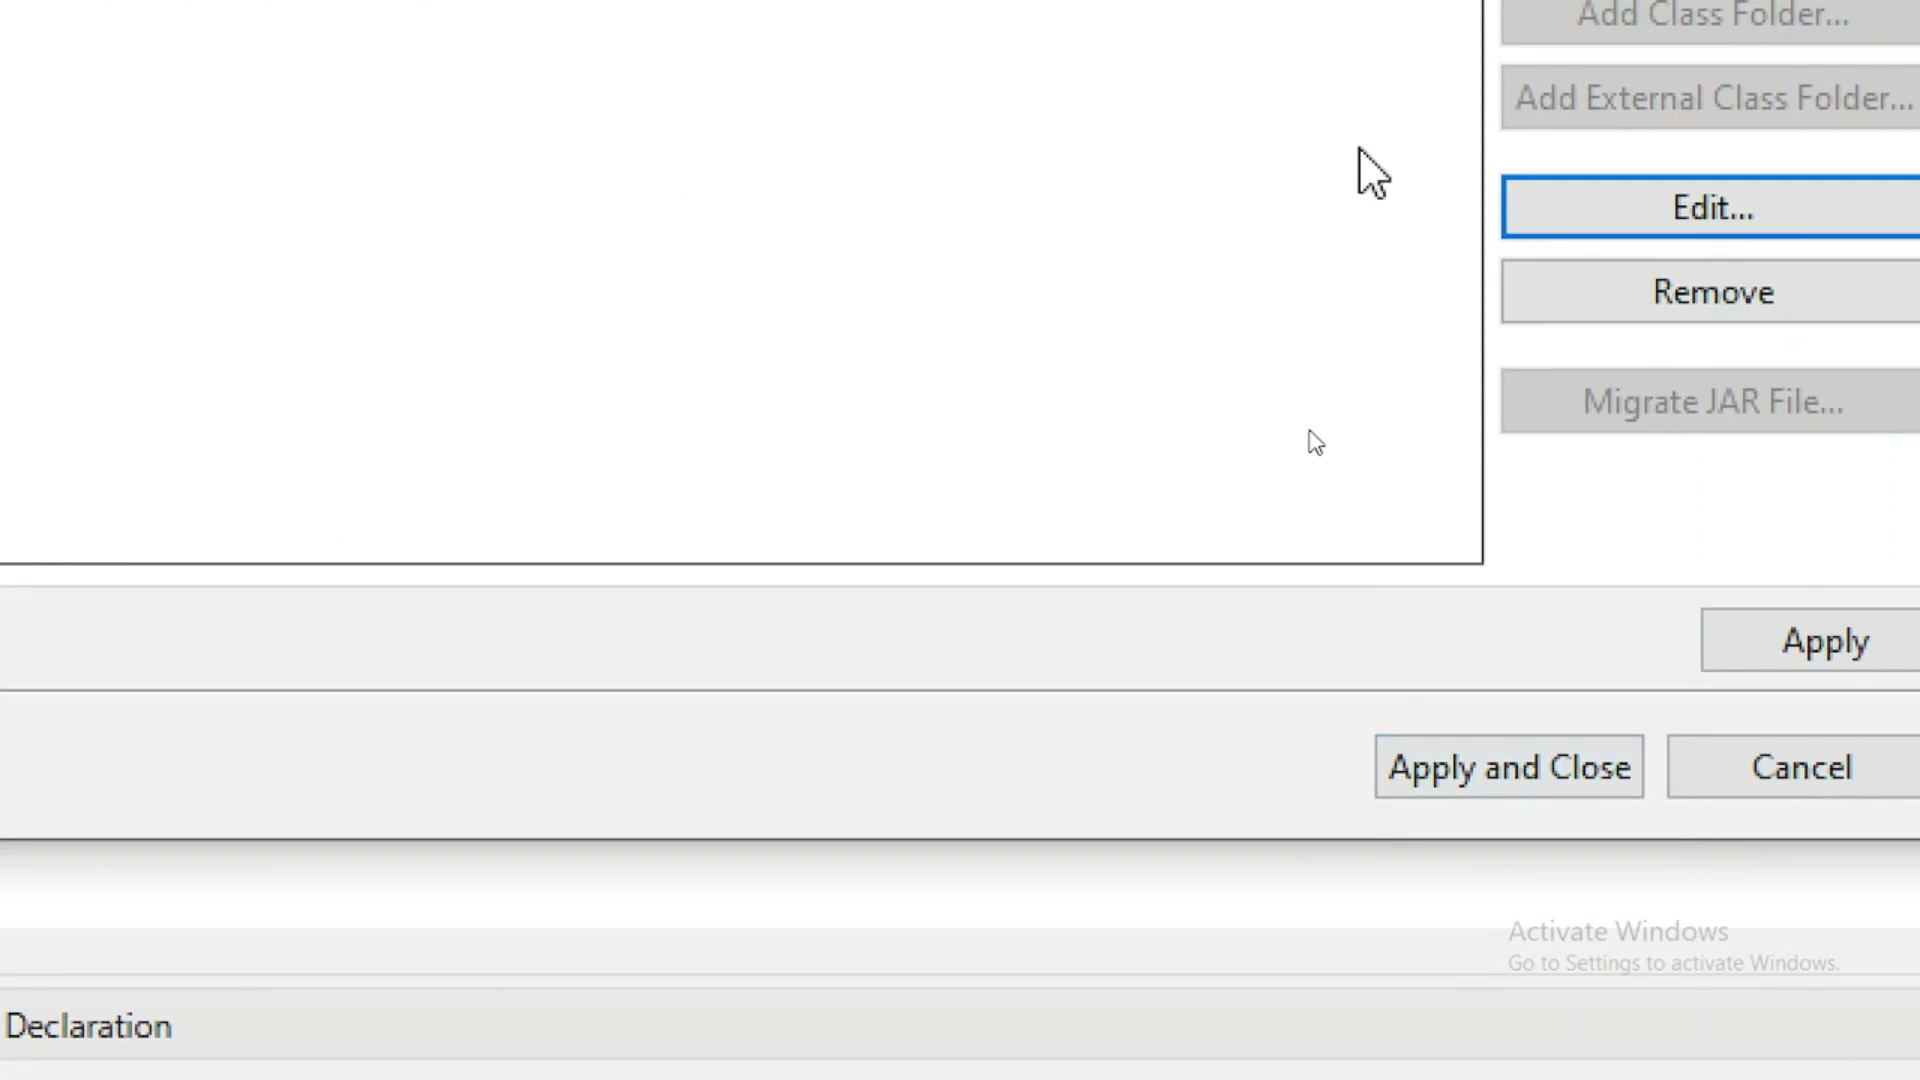 Add Class Folder...
Add External Class Folder...
Edit...
Remove
Migrate JAR File...
Apply
Apply and Close
Cancel
Activate Windows
Go to Settings to activate Windows.
Declaration